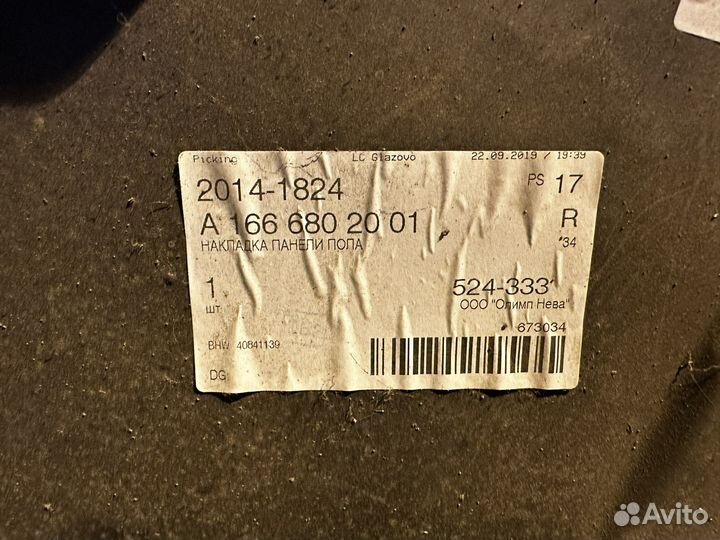 Picking LC Glazovo 22.09.2019 / 19:39
2014-1824 PS 17
A 166 680 20 01 R
НАКЛАДКА ПАНЕЛИ ПОЛА *34
1 524-333
шт ООО "Олимп Нева"
673034
BHW 40841139
DG
Avito